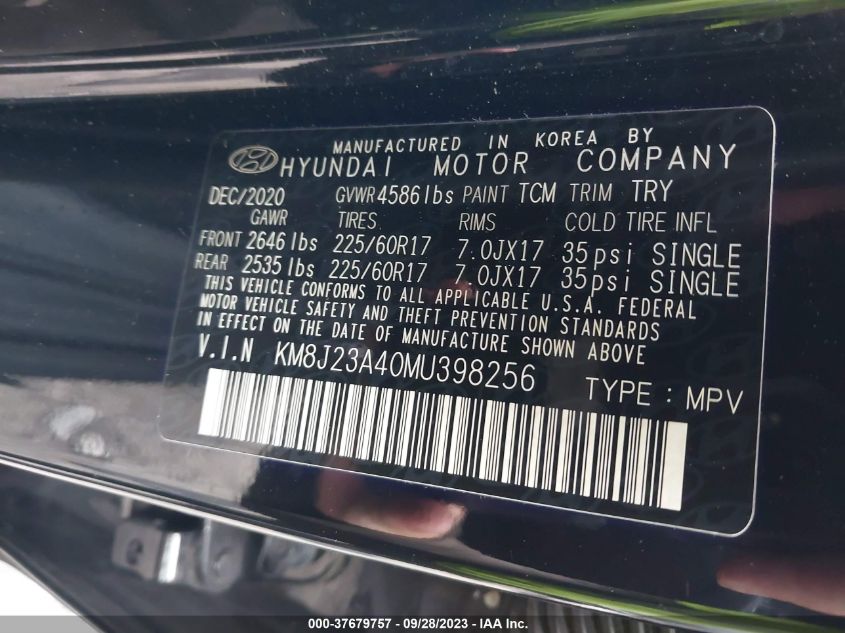 MANUFACTURED IN KOREA BY
HYUNDAI MOTOR COMPANY
DEC/2020 GVWR 4586 lbs PAINT TCM TRIM TRY
GAWR TIRES RIMS COLD TIRE INFL
FRONT 2646 lbs 225/60R17 7.0JX17 35psi SINGLE
REAR 2535 lbs 225/60R17 7.0JX17 35psi SINGLE
THIS VEHICLE CONFORMS TO ALL APPLICABLE U.S.A. FEDERAL
MOTOR VEHICLE SAFETY AND THEFT PREVENTION STANDARDS
IN EFFECT ON THE DATE OF MANUFACTURE SHOWN ABOVE
V.I.N KM8J23A40MU398256
TYPE : MPV
000-37679757 / 09/28/2023 - © IAA Inc.